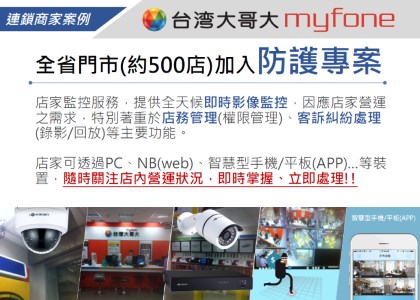 連鎖商家案例
台湾大哥大 myfone
全省門市(約500店)加入防護專案
店家監控服務，提供全天候即時影像監控，因應店家營運
之需求，特別著重於店務管理(權限管理)、客訴糾紛處理
(錄影/回放)等主要功能。
店家可透過PC、NB(web)、智慧型手機/平板(APP)...等裝
置，隨時關注店內營運狀況，即時掌握、立即處理!!
台湾大哥大
智慧型手機/平板(APP)